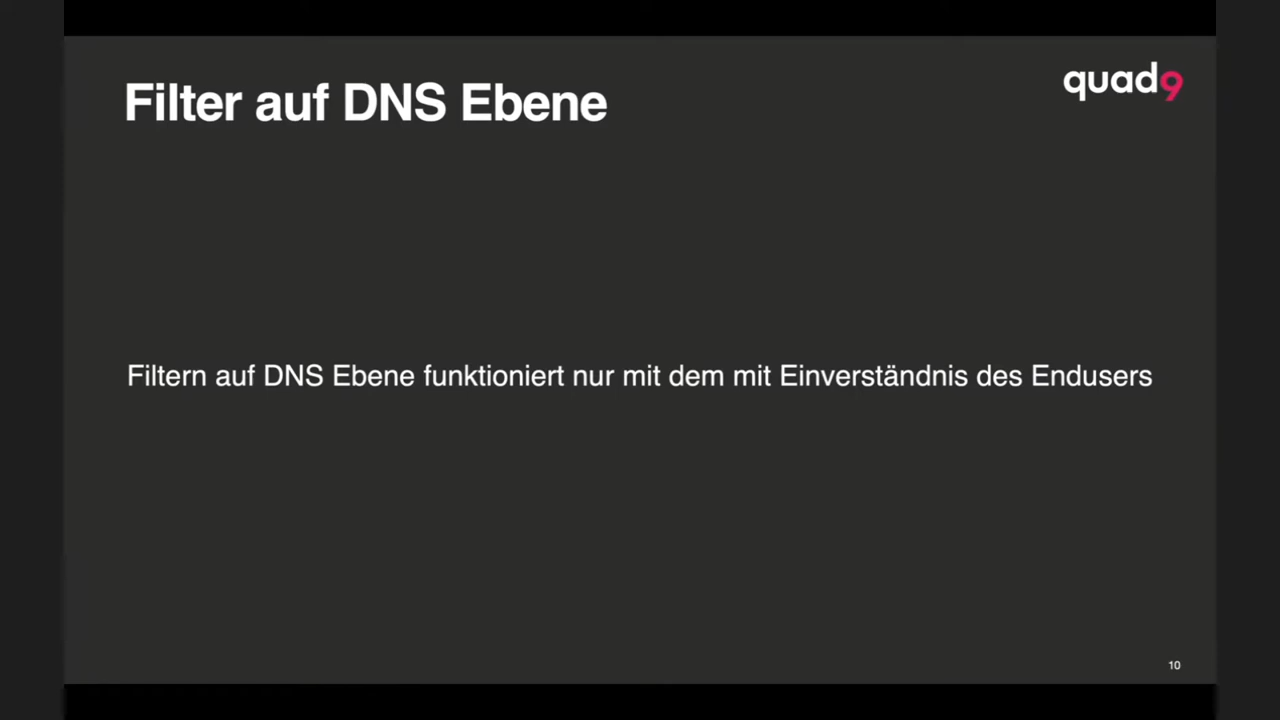 Filter auf DNS Ebene
quad9
Filtern auf DNS Ebene funktioniert nur mit dem mit Einverständnis des Endusers
10